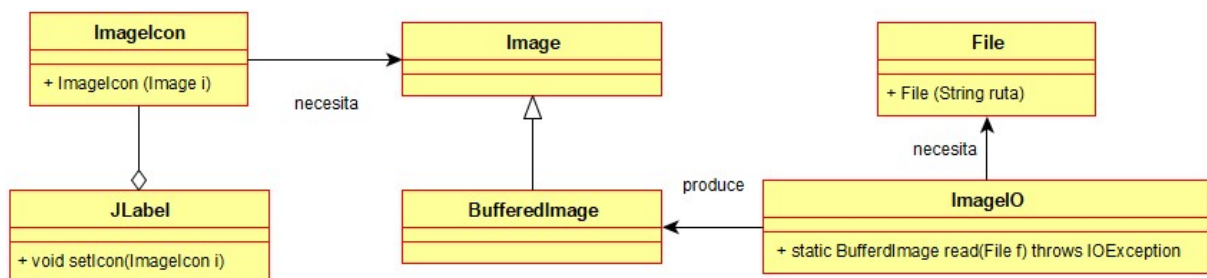 ImageIcon
+ ImageIcon (Image i)
necesita
Image
File
+ File (String ruta)
necesita
JLabel
+ void setIcon(ImageIcon i)
BufferedImage
produce
ImageIO
+ static BufferdImage read(File f) throws IOException